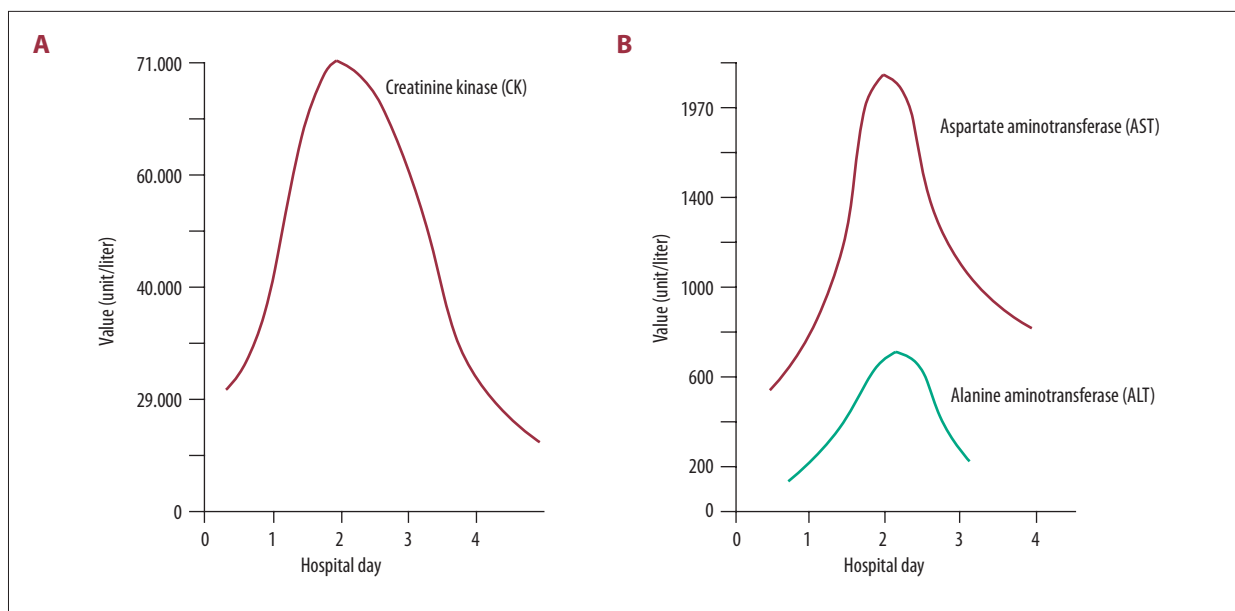 A
71.000
60.000
40.000
29.000
0
Value (unit/liter)
0 1 2 3 4
Hospital day
Creatinine kinase (CK)
B
1970
1400
1000
600
200
0
Value (unit/liter)
0 1 2 3 4
Hospital day
Aspartate aminotransferase (AST)
Alanine aminotransferase (ALT)